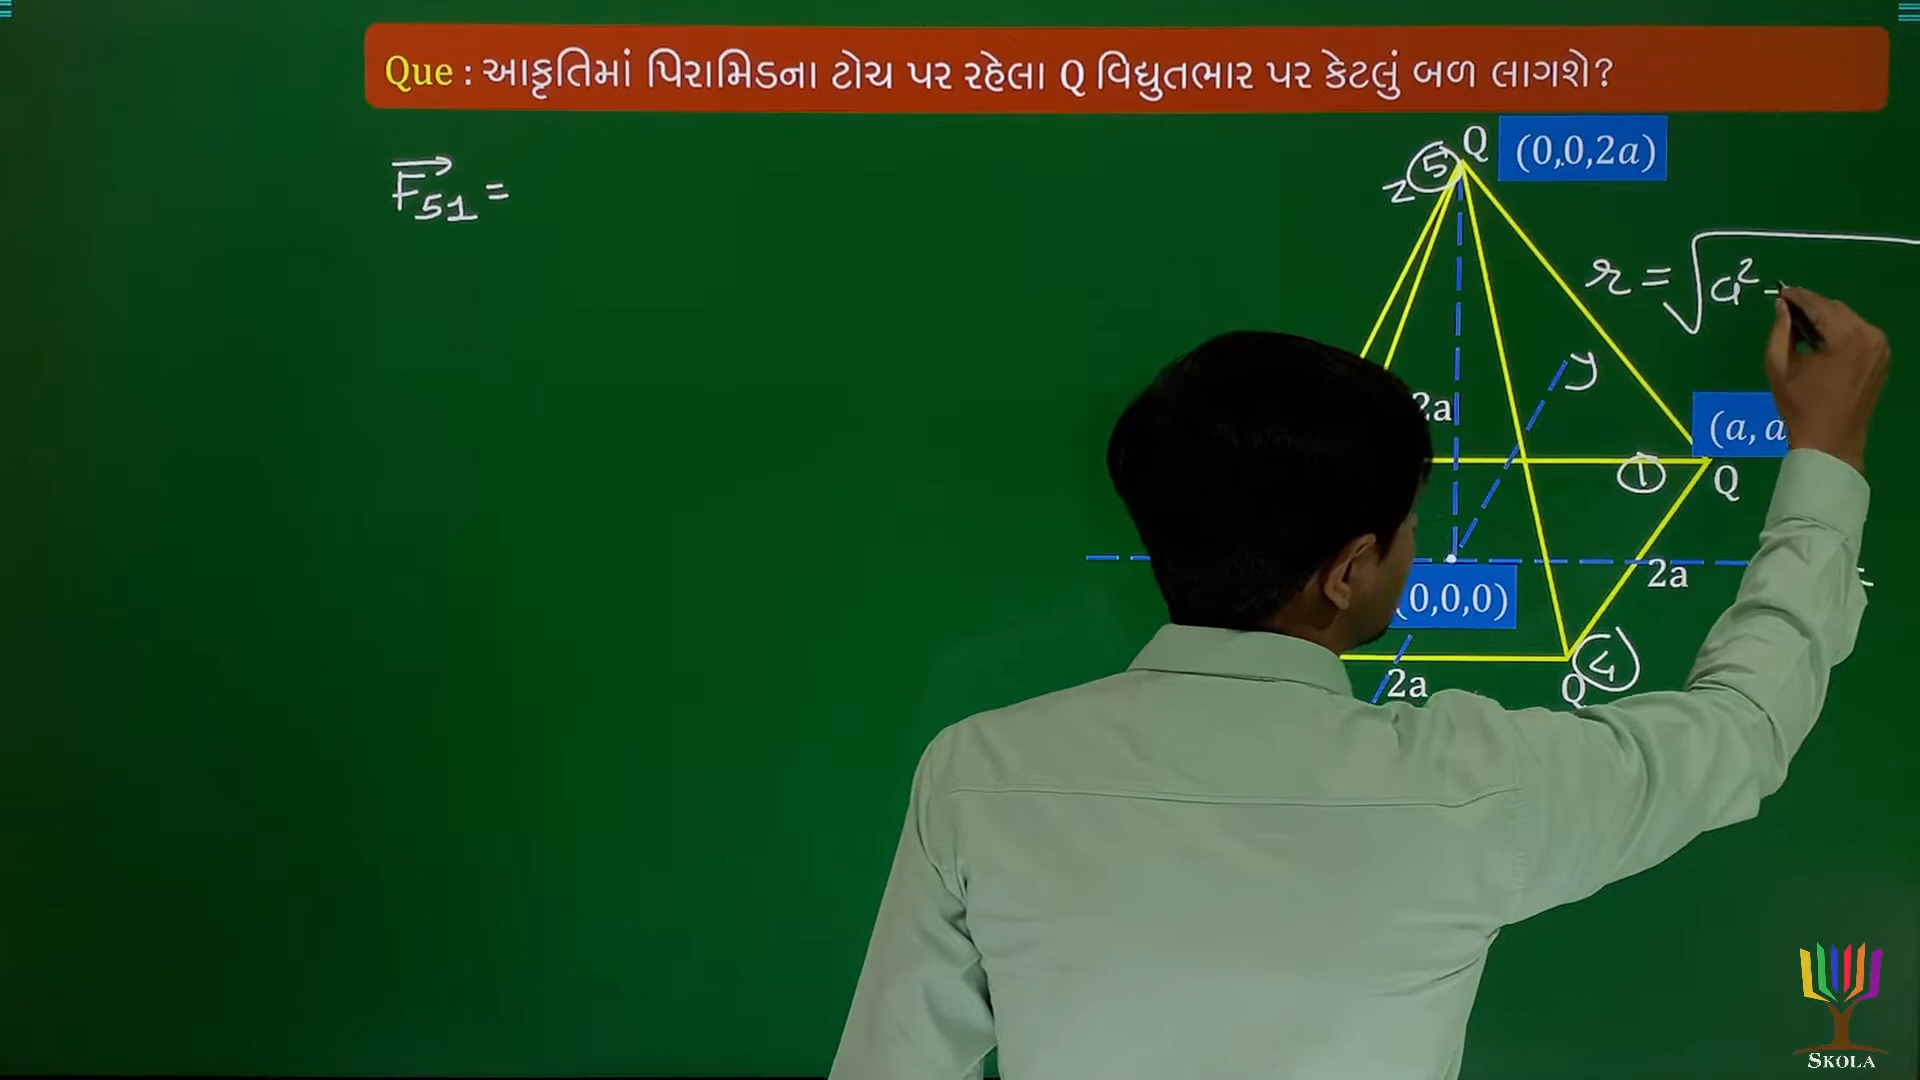 Que : આકૃતિમાં પિરામિડના ટોચ પર રહેલા Q વિદ્યુતભાર પર કેટલું બળ લાગશે?
Q (0,0,2a)
5
z
F51 =
r = √a² -
y
2a
(a, a
1
Q
2a
(0,0,0)
4
2a
Q
SKOLA